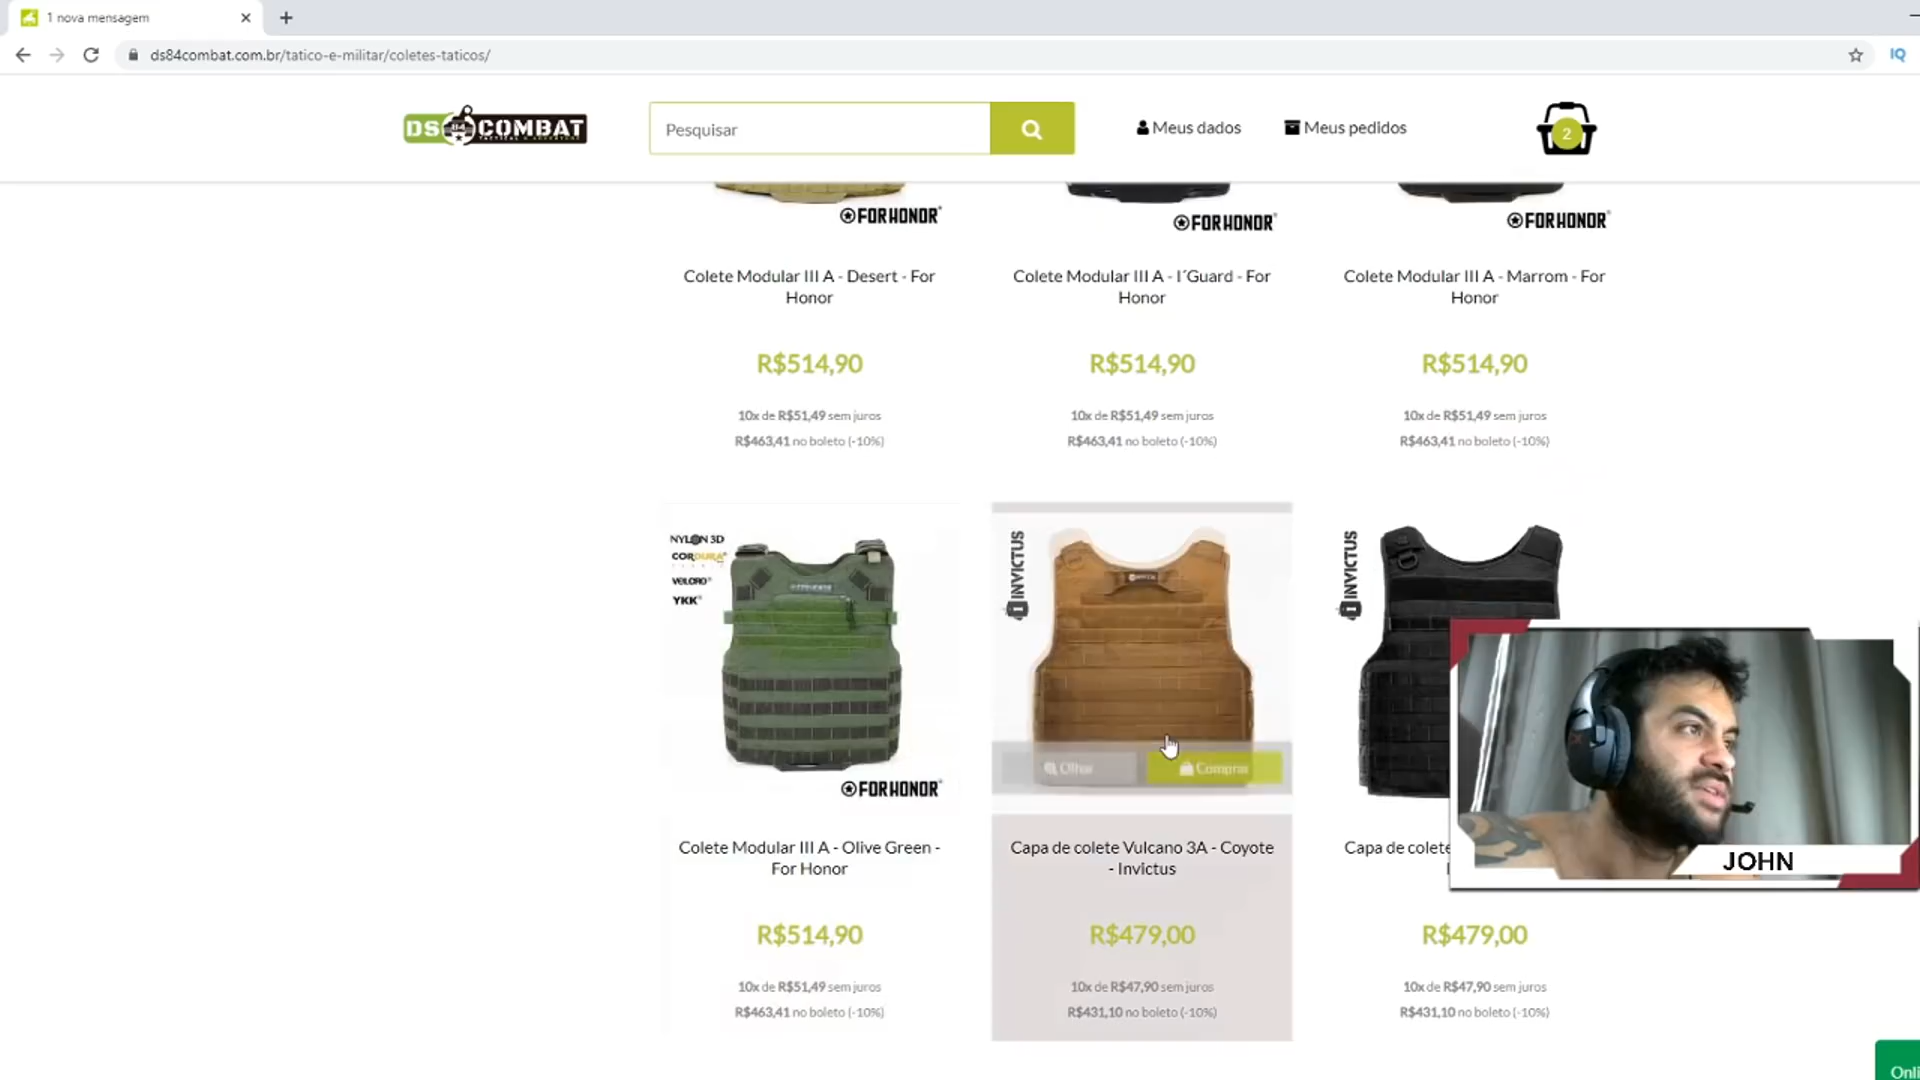 1 nova mensagem
ds84combat.com.br/tatico-e-militar/coletes-taticos/
IQ
DS 84 COMBAT
Pesquisar
Meus dados
Meus pedidos
2
FOR HONOR
FOR HONOR
FOR HONOR
Colete Modular III A - Desert - For
Honor
Colete Modular III A - I´Guard - For
Honor
Colete Modular III A - Marrom - For
Honor
R$514,90
R$514,90
R$514,90
10x de R$51,49 sem juros
10x de R$51,49 sem juros
10x de R$51,49 sem juros
R$463,41 no boleto (-10%)
R$463,41 no boleto (-10%)
R$463,41 no boleto (-10%)
NYLON 3D
CORDURA
VELCRO
YKK
FOR HONOR
INVICTUS
Olhar
Comprar
INVICTUS
JOHN
Colete Modular III A - Olive Green -
For Honor
Capa de colete Vulcano 3A - Coyote
- Invictus
Capa de colete
R$514,90
R$479,00
R$479,00
10x de R$51,49 sem juros
10x de R$47,90 sem juros
10x de R$47,90 sem juros
R$463,41 no boleto (-10%)
R$431,10 no boleto (-10%)
R$431,10 no boleto (-10%)
Onli